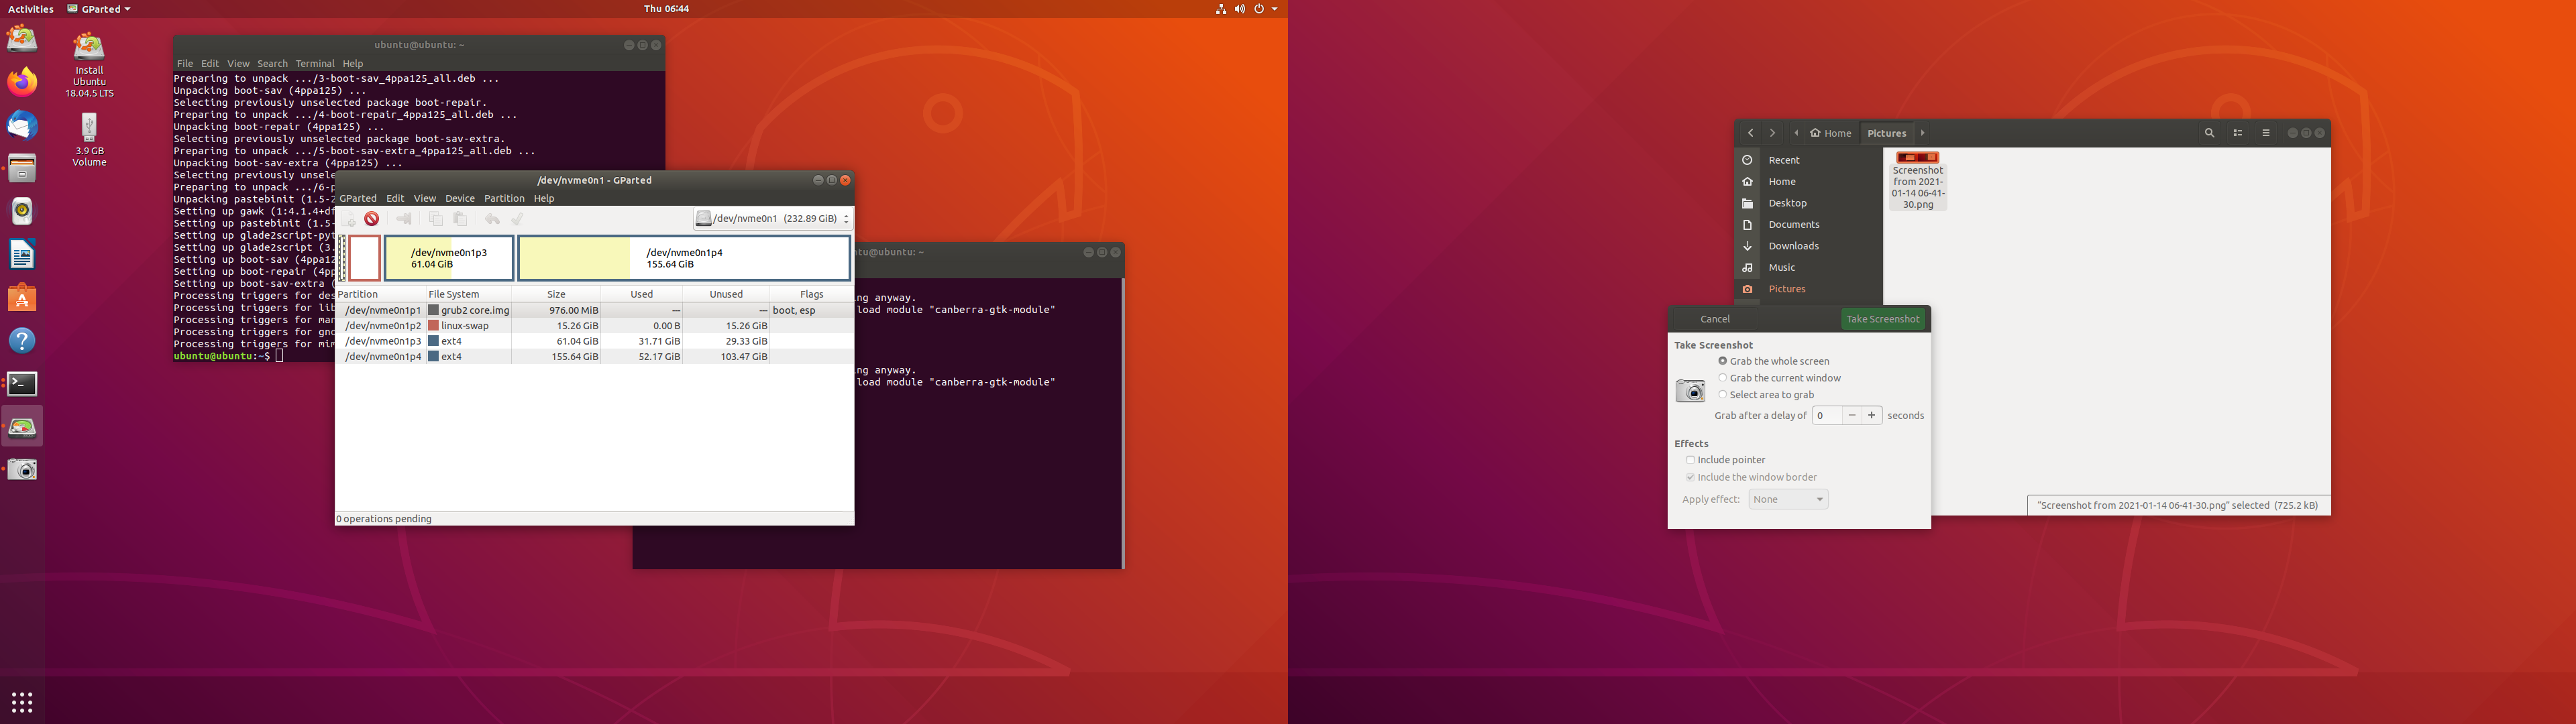 Activities
GParted
Thu 06:44
Install
Ubuntu
18.04.5 LTS
3.9 GB
Volume
ubuntu@ubuntu: ~
File Edit View Search Terminal Help
Preparing to unpack .../3-boot-sav_4ppa125_all.deb ...
Unpacking boot-sav (4ppa125) ...
Selecting previously unselected package boot-repair.
Preparing to unpack .../4-boot-repair_4ppa125_all.deb ...
Unpacking boot-repair (4ppa125) ...
Selecting previously unselected package boot-sav-extra.
Preparing to unpack .../5-boot-sav-extra_4ppa125_all.deb ...
Unpacking boot-sav-extra (4ppa125) ...
Selecting previously unsele
Preparing to unpack .../6-p
Unpacking pastebinit (1.5-2
Setting up gawk (1:4.1.4+df
Setting up pastebinit (1.5-
Setting up glade2script-pyt
Setting up glade2script (3.
Setting up boot-sav (4ppa12
Setting up boot-repair (4pp
Setting up boot-sav-extra (
Processing triggers for des
Processing triggers for lib
Processing triggers for man
Processing triggers for gno
Processing triggers for mim
ubuntu@ubuntu:~$
/dev/nvme0n1 - GParted
GParted Edit View Device Partition Help
/dev/nvme0n1 (232.89 GiB)
/dev/nvme0n1p3
61.04 GiB
/dev/nvme0n1p4
155.64 GiB
Partition File System Size Used Unused Flags
/dev/nvme0n1p1 grub2 core.img 976.00 MiB --- --- boot, esp
/dev/nvme0n1p2 linux-swap 15.26 GiB 0.00 B 15.26 GiB
/dev/nvme0n1p3 ext4 61.04 GiB 31.71 GiB 29.33 GiB
/dev/nvme0n1p4 ext4 155.64 GiB 52.17 GiB 103.47 GiB
0 operations pending
ntu@ubuntu: ~
ng anyway.
load module "canberra-gtk-module"
ng anyway.
load module "canberra-gtk-module"
Home
Pictures
Recent
Home
Desktop
Documents
Downloads
Music
Pictures
Screenshot
from 2021-
01-14 06-41-
30.png
"Screenshot from 2021-01-14 06-41-30.png" selected (725.2 kB)
Cancel
Take Screenshot
Take Screenshot
Grab the whole screen
Grab the current window
Select area to grab
Grab after a delay of 0 seconds
Effects
Include pointer
Include the window border
Apply effect: None